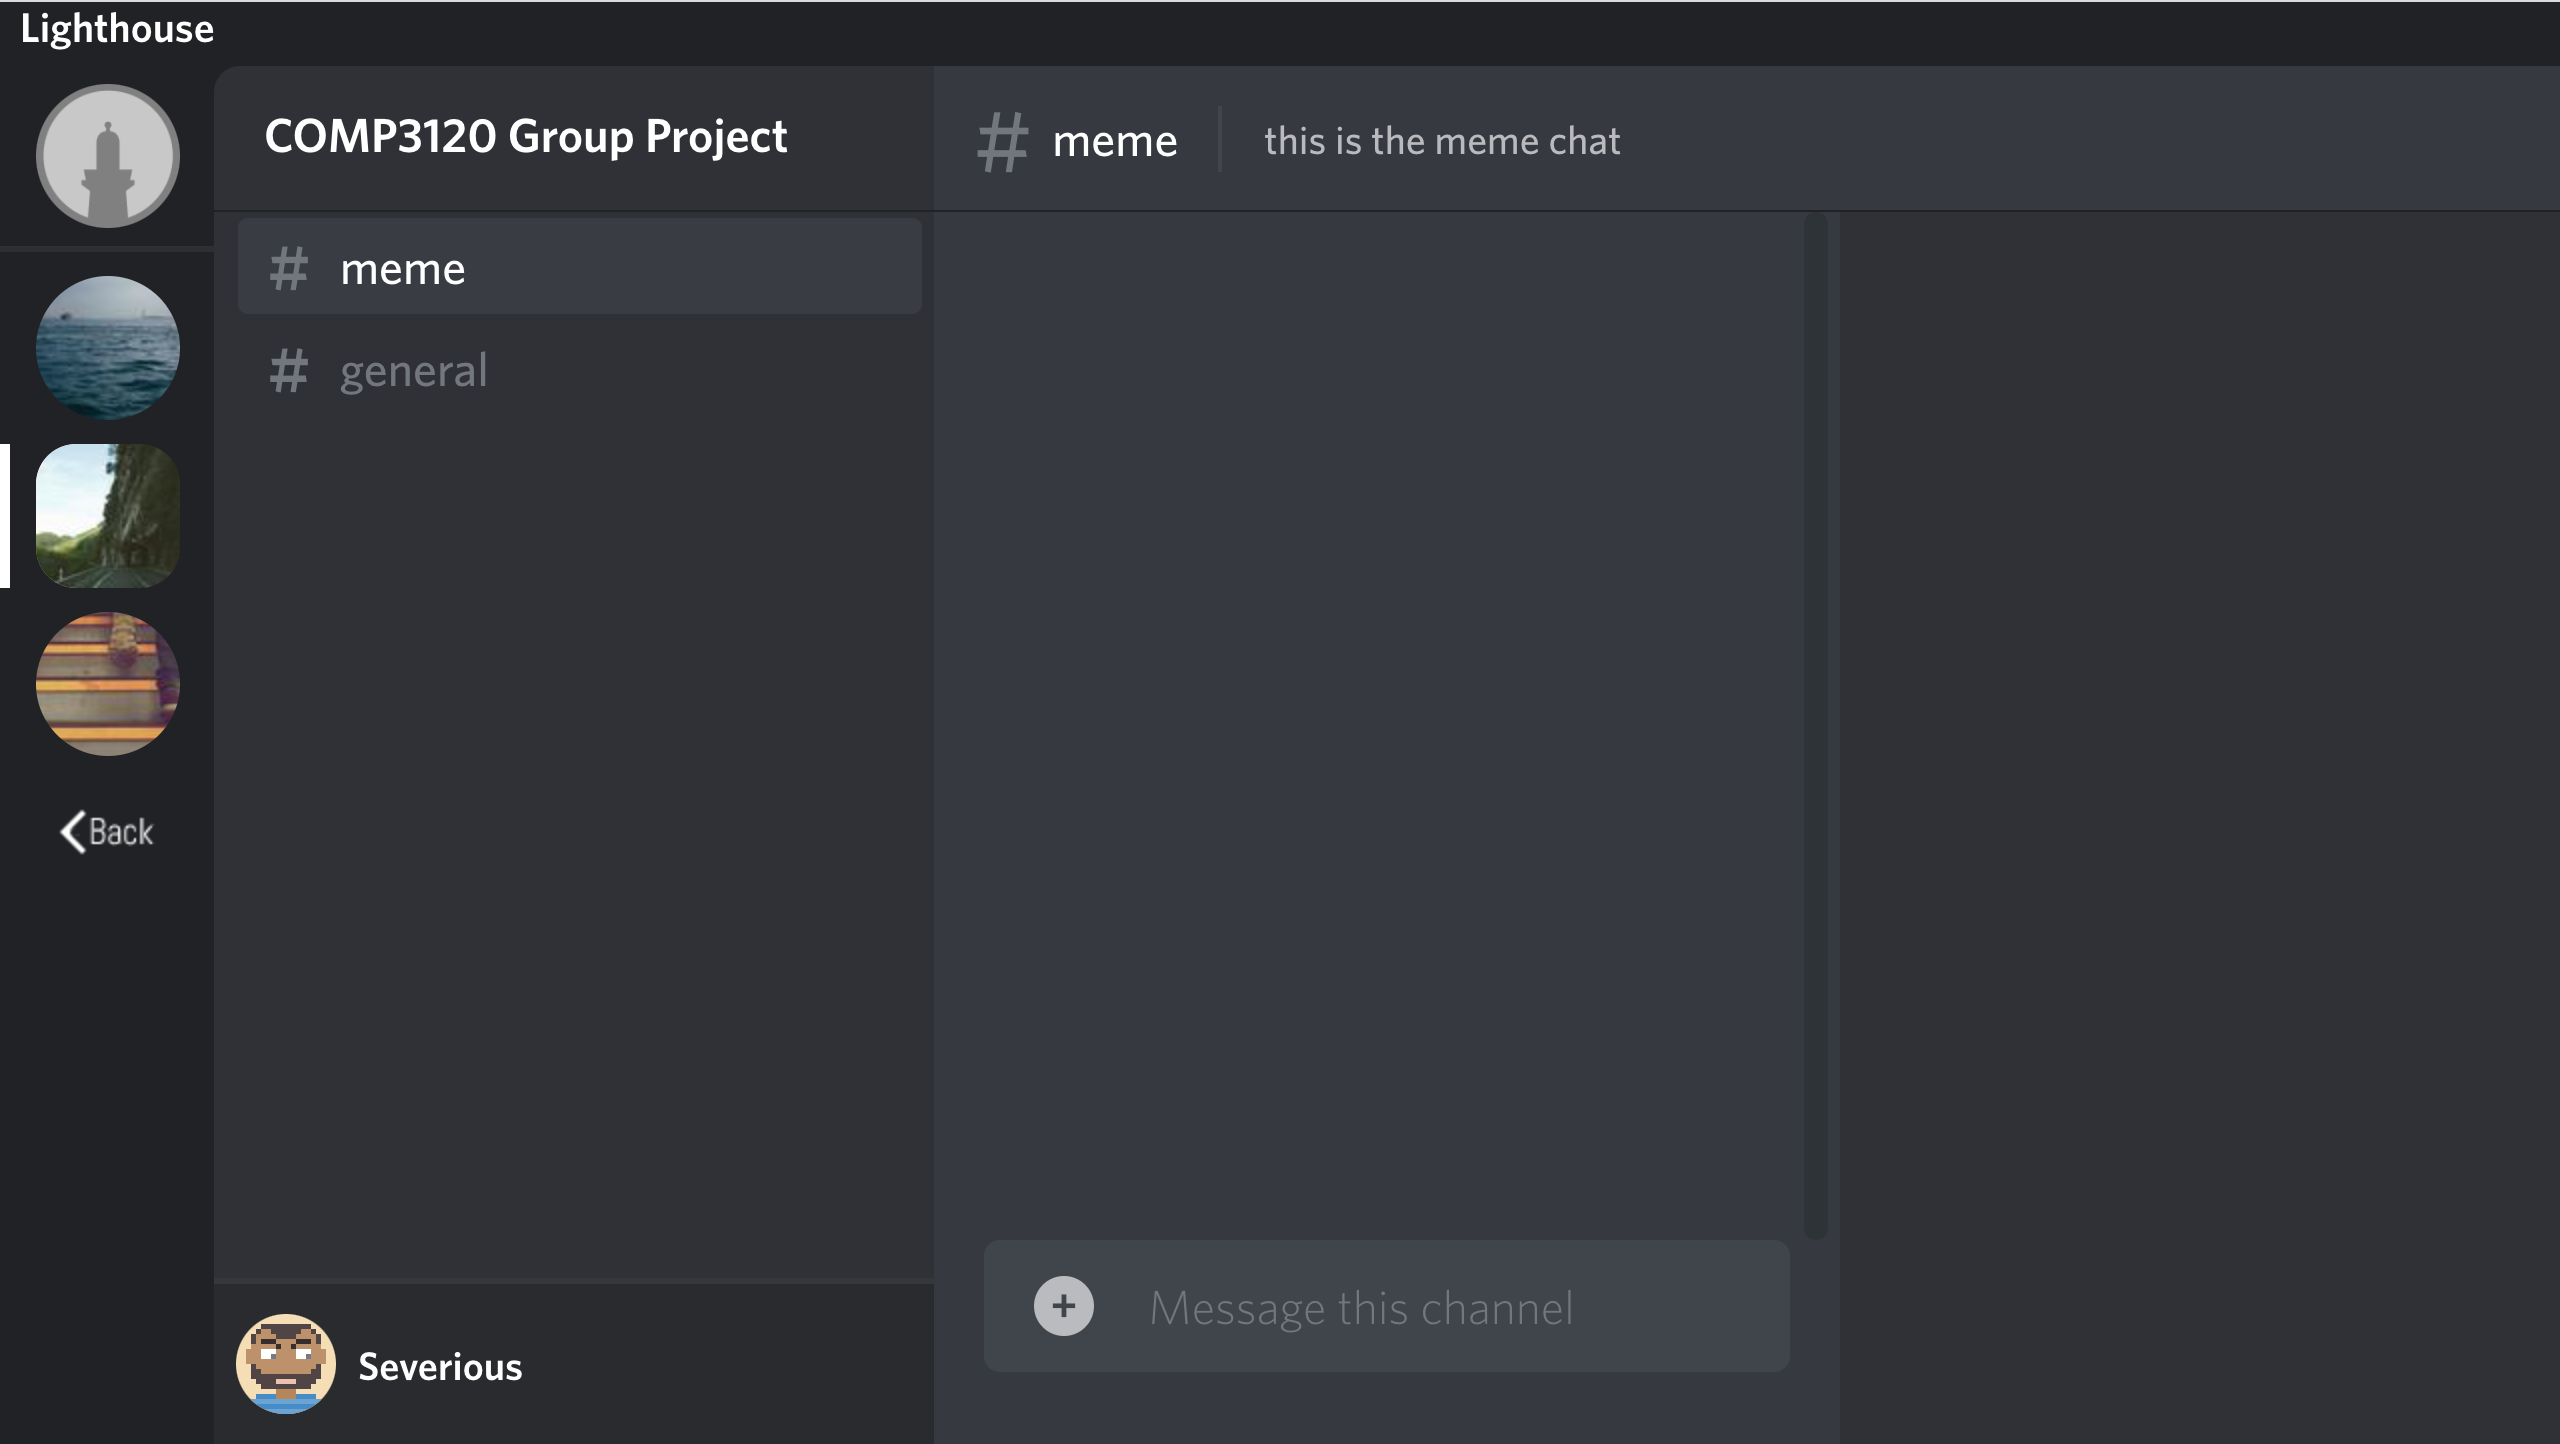 Lighthouse
COMP3120 Group Project
# meme
this is the meme chat
# meme
# general
Back
Severious
+ Message this channel